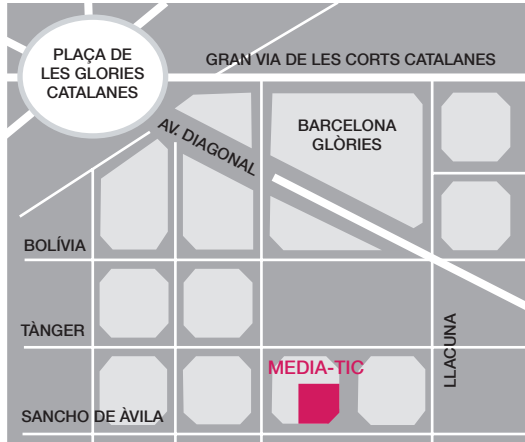 PLAÇA DE
LES GLORIES
CATALANES
GRAN VIA DE LES CORTS CATALANES
AV. DIAGONAL
BARCELONA
GLÒRIES
BOLÍVIA
TÀNGER
LLACUNA
MEDIA-TIC
SANCHO DE ÀVILA